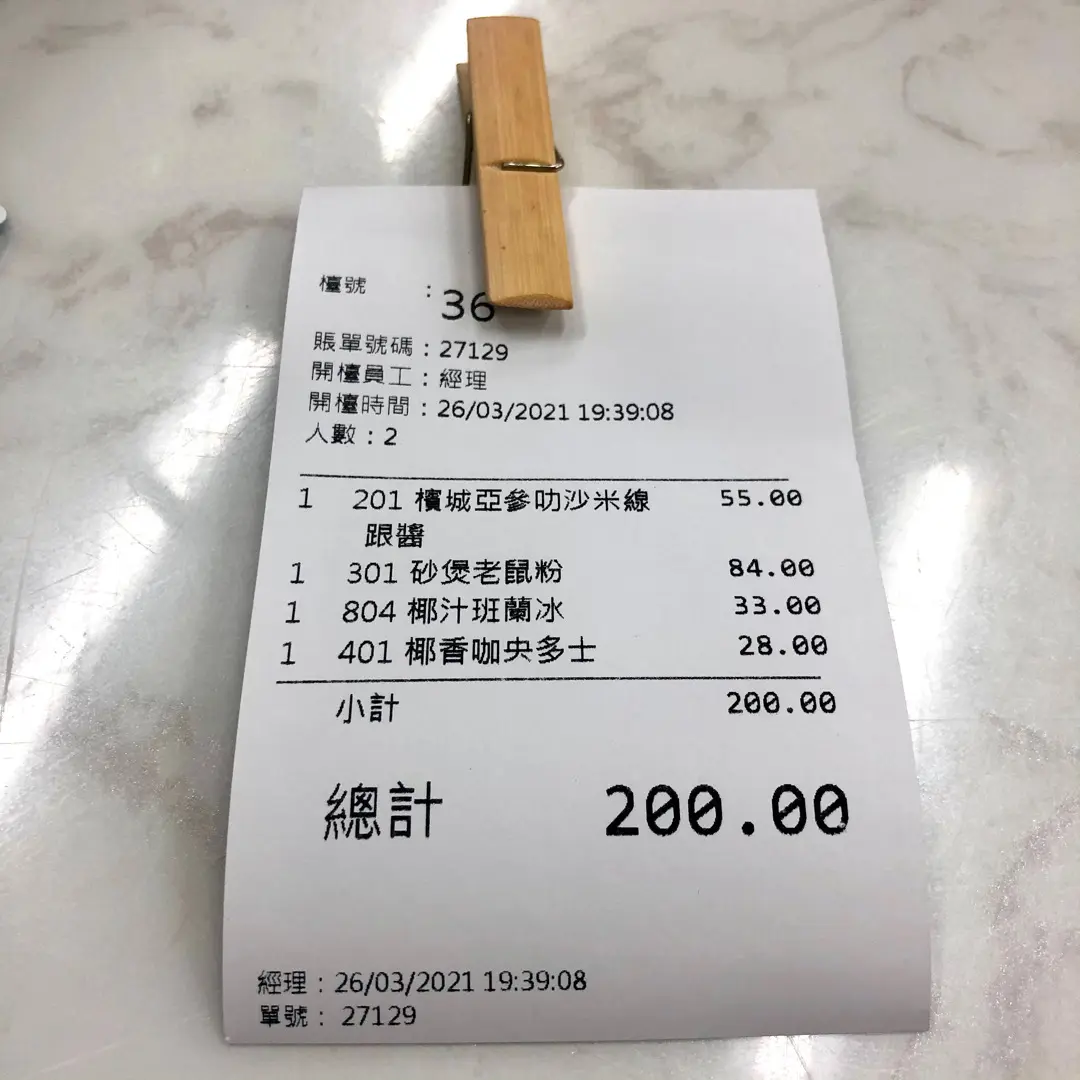 檯號 : 36
賬單號碼 : 27129
開檯員工 : 經理
開檯時間 : 26/03/2021 19:39:08
人數 : 2
1 201 檳城亞參叻沙米線 55.00
跟醬
1 301 砂煲老鼠粉 84.00
1 804 椰汁班蘭冰 33.00
1 401 椰香咖央多士 28.00
小計 200.00
總計 200.00
經理 : 26/03/2021 19:39:08
單號 : 27129